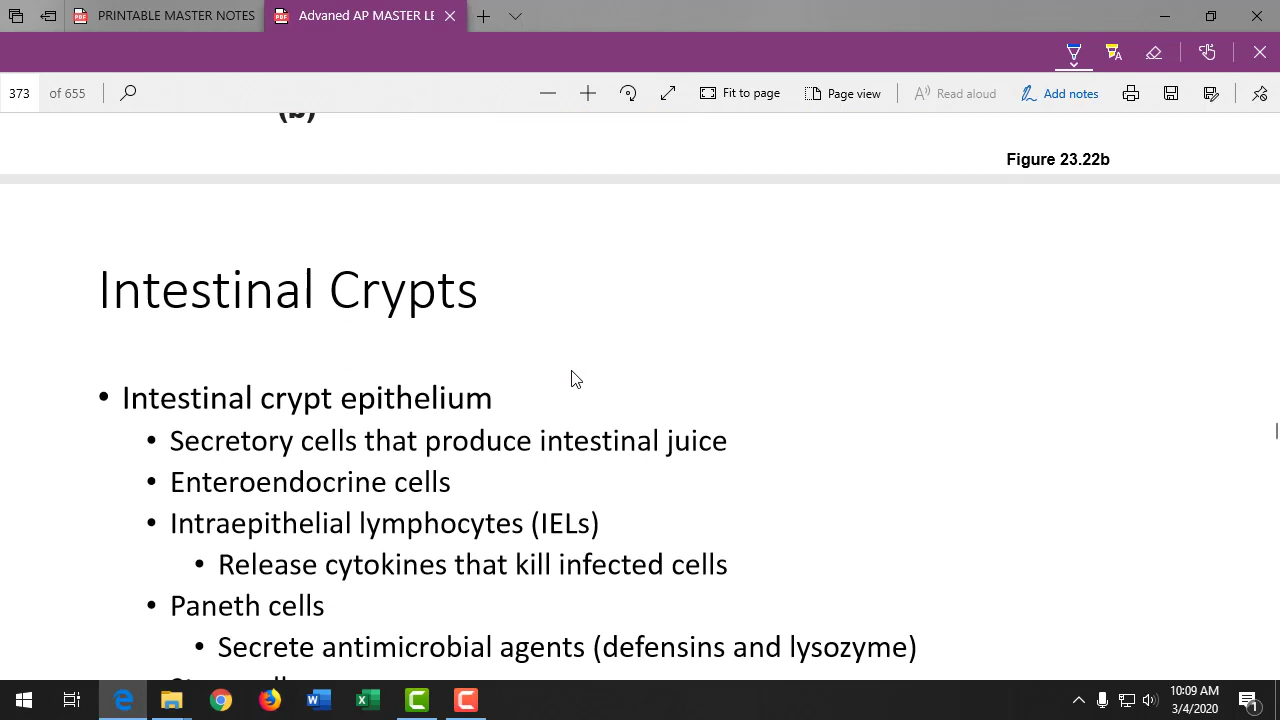 PRINTABLE MASTER NOTES
Advaned AP MASTER LE
373 of 655
Fit to page
Page view
Read aloud
Add notes
(b)
Figure 23.22b
Intestinal Crypts
• Intestinal crypt epithelium
• Secretory cells that produce intestinal juice
• Enteroendocrine cells
• Intraepithelial lymphocytes (IELs)
• Release cytokines that kill infected cells
• Paneth cells
• Secrete antimicrobial agents (defensins and lysozyme)
10:09 AM
3/4/2020